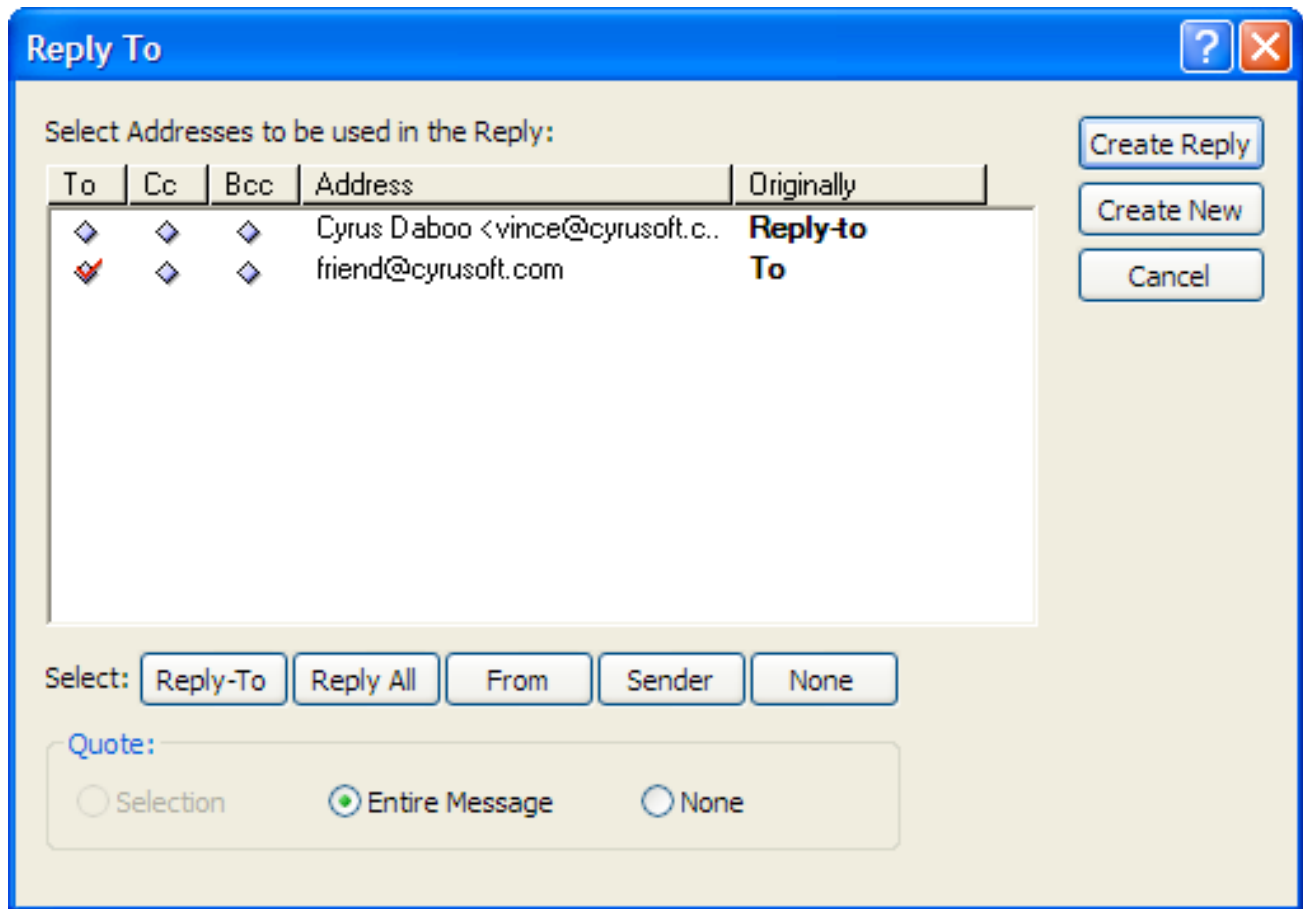 Reply To
Select Addresses to be used in the Reply:
Create Reply
To Cc Bcc Address Originally
Create New
Cyrus Daboo <vince@cyrusoft.c.. Reply-to
friend@cyrusoft.com To
Cancel
Select: Reply-To Reply All From Sender None
Quote:
Selection Entire Message None